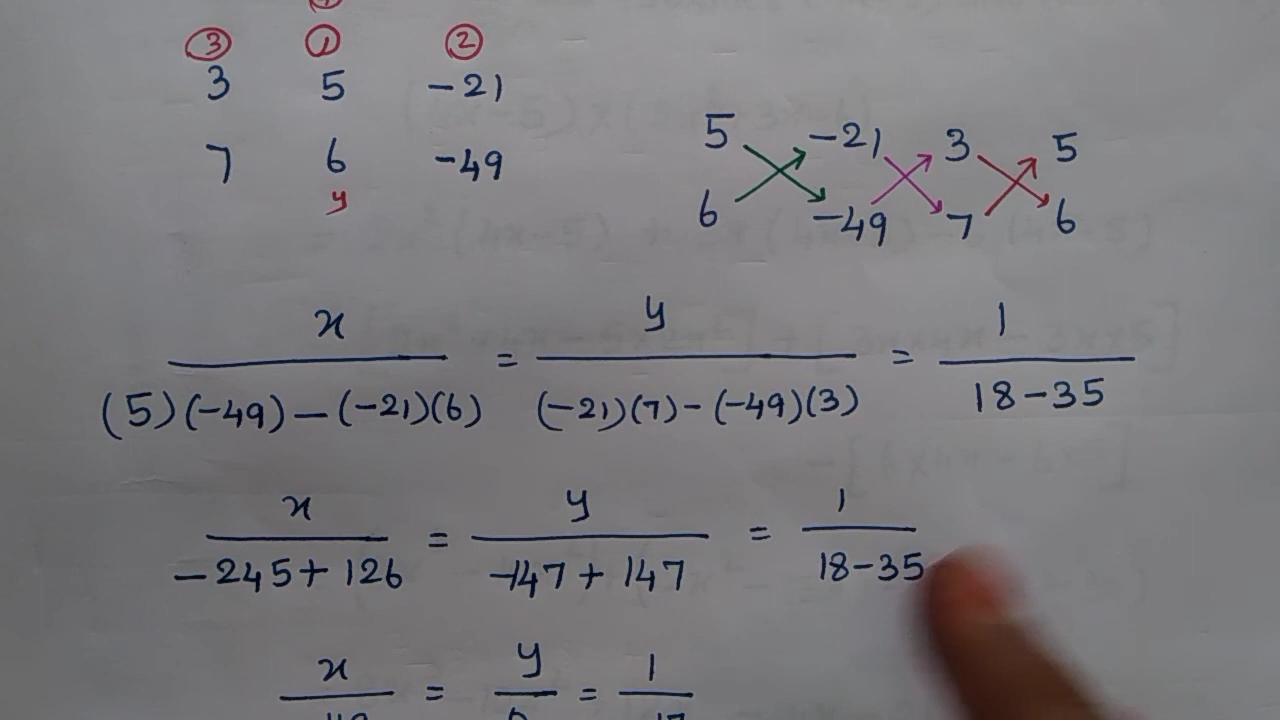 ③ ① ②
3 5 -21
7 6 -49
y
5 -21 3 5
6 -49 7 6
x / (5)(-49) - (-21)(6) = y / (-21)(7) - (-49)(3) = 1 / 18-35
x / -245+126 = y / -147+147 = 1 / 18-35
x = y = 1